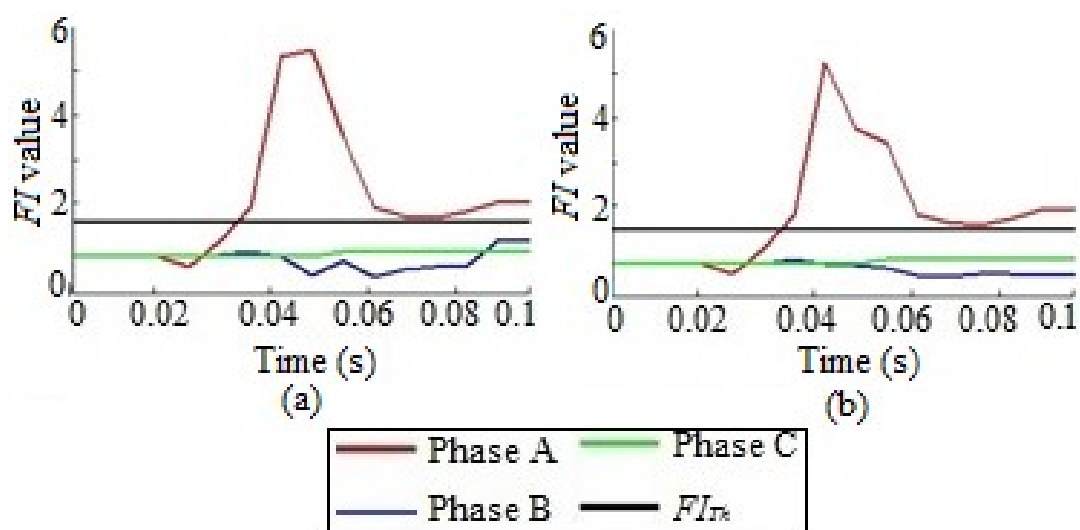 6
4
2
0
FI value
0 0.02 0.04 0.06 0.08 0.1
Time (s)
(a)
6
4
2
0
FI value
0 0.02 0.04 0.06 0.08 0.1
Time (s)
(b)
Phase A
Phase C
Phase B
FI_Th